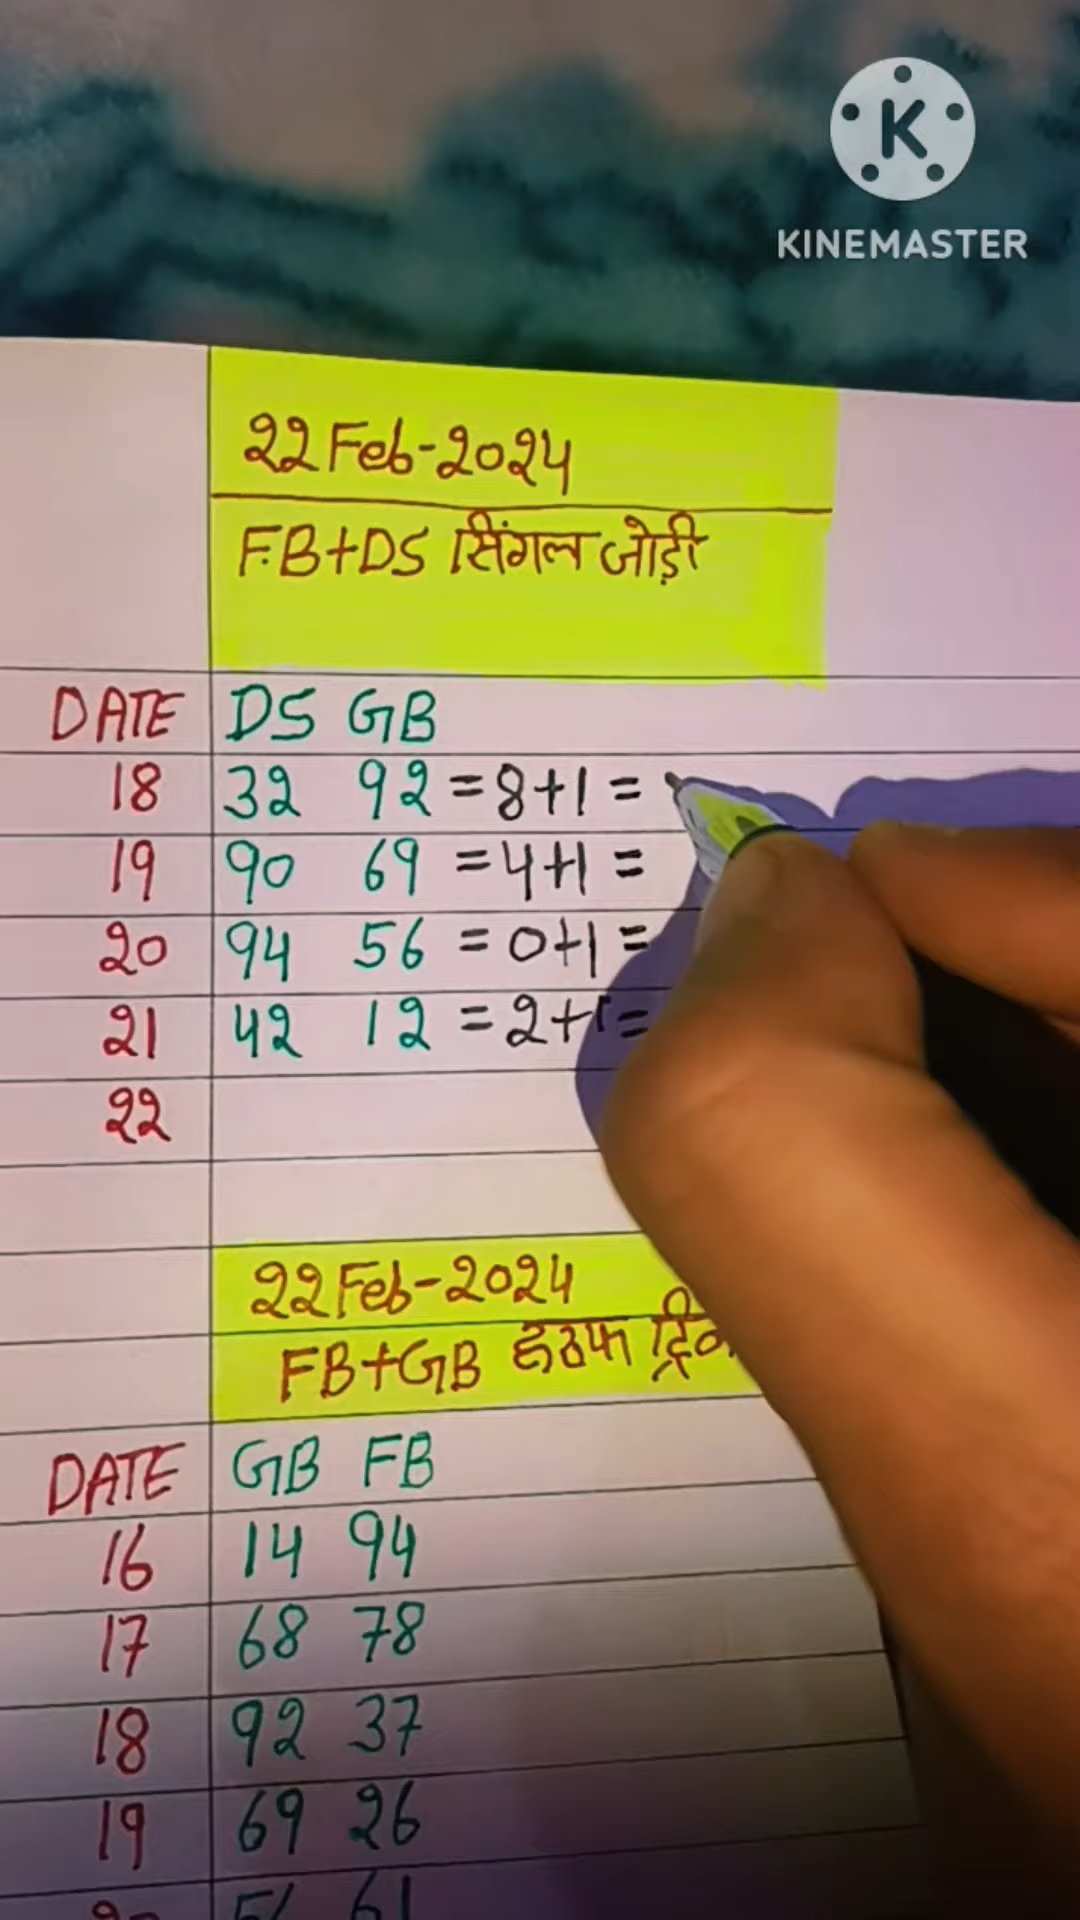 K
KINEMASTER
22 Feb-2024
FB+DS सिंगल जोड़ी
DATE DS GB
18 32 92 = 8+1 =
19 90 69 = 4+1 =
20 94 56 = 0+1 =
21 42 12 = 2+1 =
22
22 Feb-2024
FB+GB
DATE GB FB
16 14 94
17 68 78
18 92 37
19 69 26
61